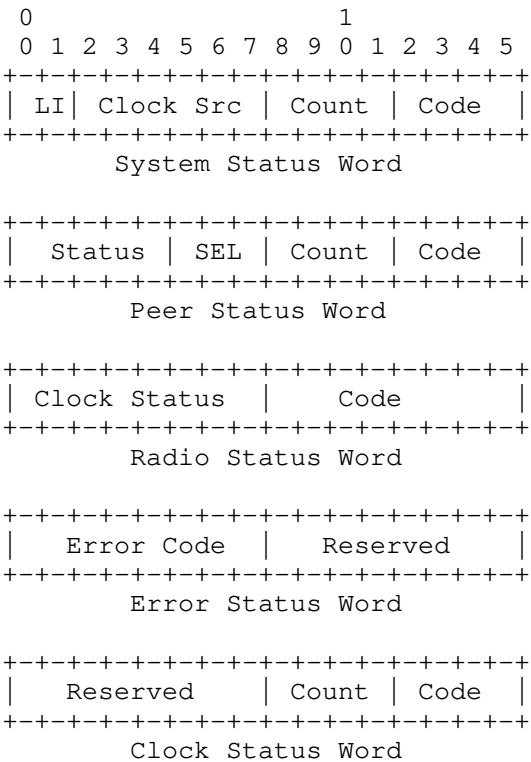 0                   1
 0 1 2 3 4 5 6 7 8 9 0 1 2 3 4 5
+-+-+-+-+-+-+-+-+-+-+-+-+-+-+-+-+
| LI| Clock Src | Count | Code  |
+-+-+-+-+-+-+-+-+-+-+-+-+-+-+-+-+
       System Status Word
+-+-+-+-+-+-+-+-+-+-+-+-+-+-+-+-+
|  Status | SEL | Count | Code  |
+-+-+-+-+-+-+-+-+-+-+-+-+-+-+-+-+
        Peer Status Word
+-+-+-+-+-+-+-+-+-+-+-+-+-+-+-+-+
| Clock Status  |    Code       |
+-+-+-+-+-+-+-+-+-+-+-+-+-+-+-+-+
        Radio Status Word
+-+-+-+-+-+-+-+-+-+-+-+-+-+-+-+-+
|   Error Code  |   Reserved    |
+-+-+-+-+-+-+-+-+-+-+-+-+-+-+-+-+
        Error Status Word
+-+-+-+-+-+-+-+-+-+-+-+-+-+-+-+-+
|   Reserved    | Count | Code  |
+-+-+-+-+-+-+-+-+-+-+-+-+-+-+-+-+
        Clock Status Word